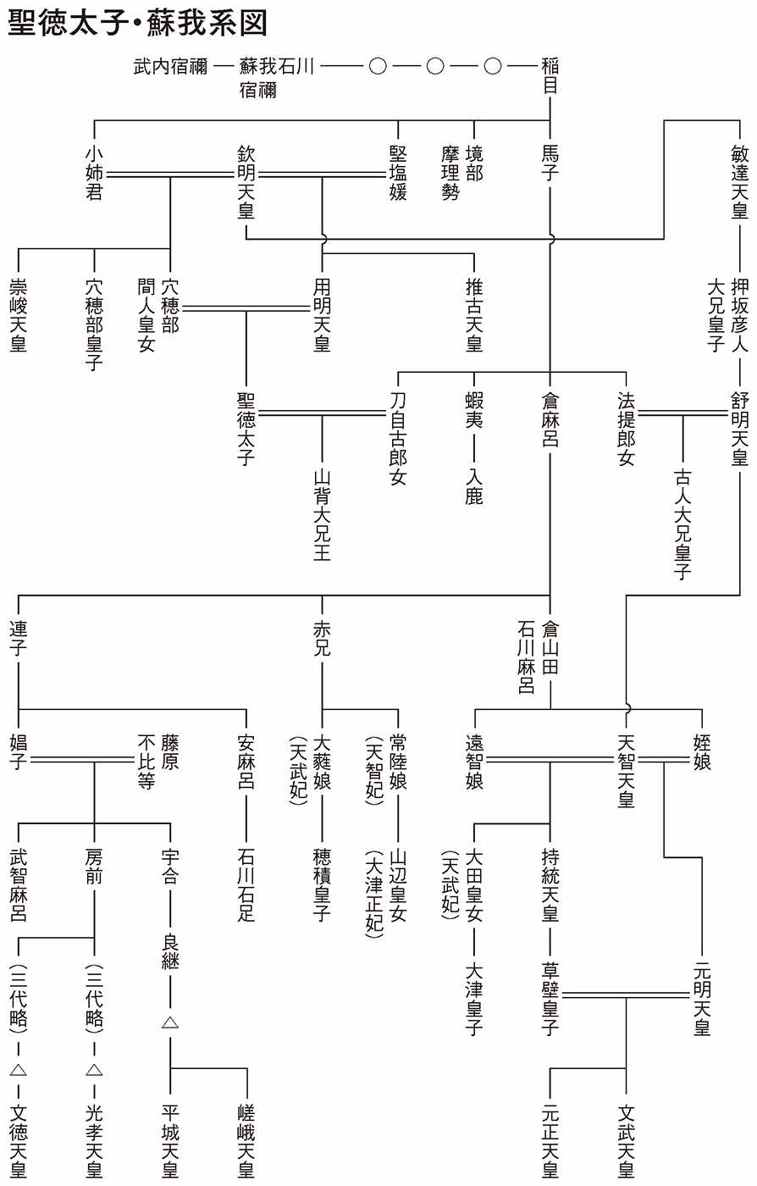 聖徳太子・蘇我系図
武内宿禰
蘇我石川
宿禰
○
○
○
稲目
小姉君
欽明天皇
堅塩媛
境部
摩理勢
馬子
敏達天皇
崇峻天皇
穴穂部皇子
穴穂部
間人皇女
用明天皇
推古天皇
押坂彦人
大兄皇子
聖徳太子
刀自古郎女
蝦夷
倉麻呂
法提郎女
舒明天皇
山背大兄王
入鹿
古人大兄皇子
連子
赤兄
倉山田
石川麻呂
娼子
藤原
不比等
安麻呂
大蕤娘
(天武妃)
常陸娘
(天智妃)
遠智娘
天智天皇
姪娘
武智麻呂
房前
宇合
石川石足
穂積皇子
山辺皇女
(大津正妃)
大田皇女
(天武妃)
持統天皇
良継
(三代略)
(三代略)
△
大津皇子
草壁皇子
元明天皇
△
△
文徳天皇
光孝天皇
平城天皇
嵯峨天皇
元正天皇
文武天皇